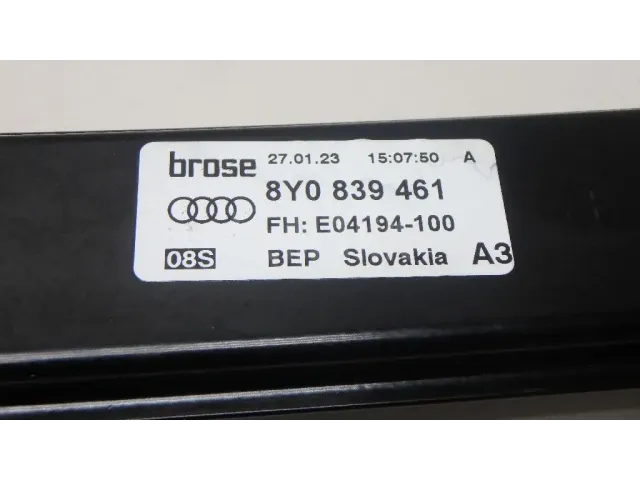 brose 27.01.23 15:07:50 A
8Y0 839 461
FH: E04194-100
08S BEP Slovakia A3